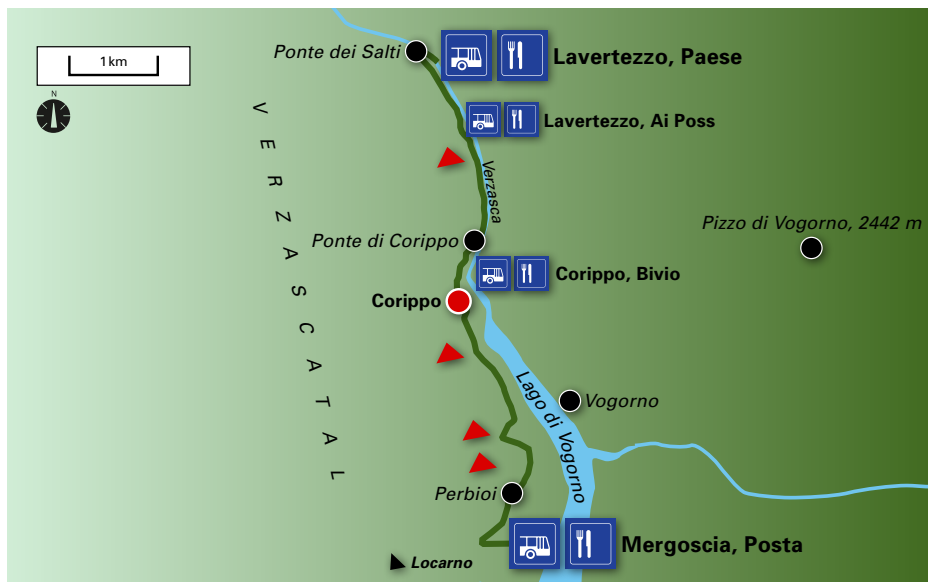 Ponte dei Salti
Lavertezzo, Paese
1 km
N
VERZASCATAL
Lavertezzo, Ai Poss
Verzasca
Ponte di Corippo
Pizzo di Vogorno, 2442 m
Corippo, Bivio
Corippo
Lago di Vogorno
Vogorno
Perbioi
Mergoscia, Posta
Locarno